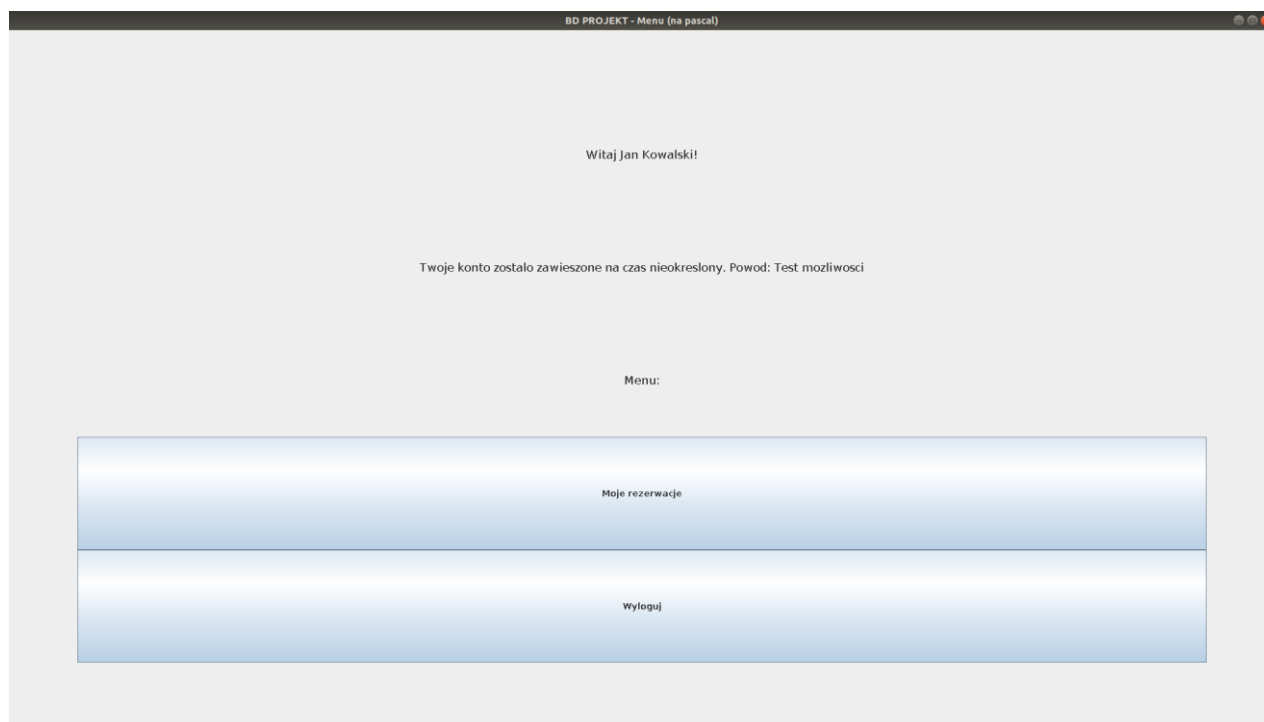 BD PROJEKT - Menu (na pascal)
Witaj Jan Kowalski!
Twoje konto zostalo zawieszone na czas nieokreslony. Powod: Test mozliwosci
Menu:
Moje rezerwacje
Wyloguj